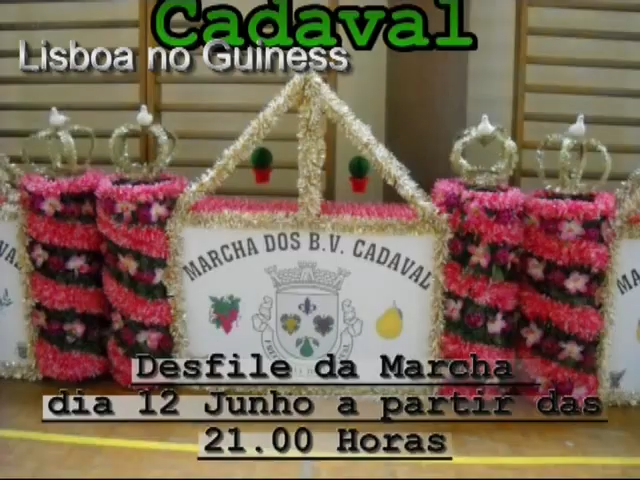 Cadaval
Lisboa no Guiness
MARCHA DOS B.V. CADAVAL
Desfile da Marcha
dia 12 Junho a partir das
21.00 Horas